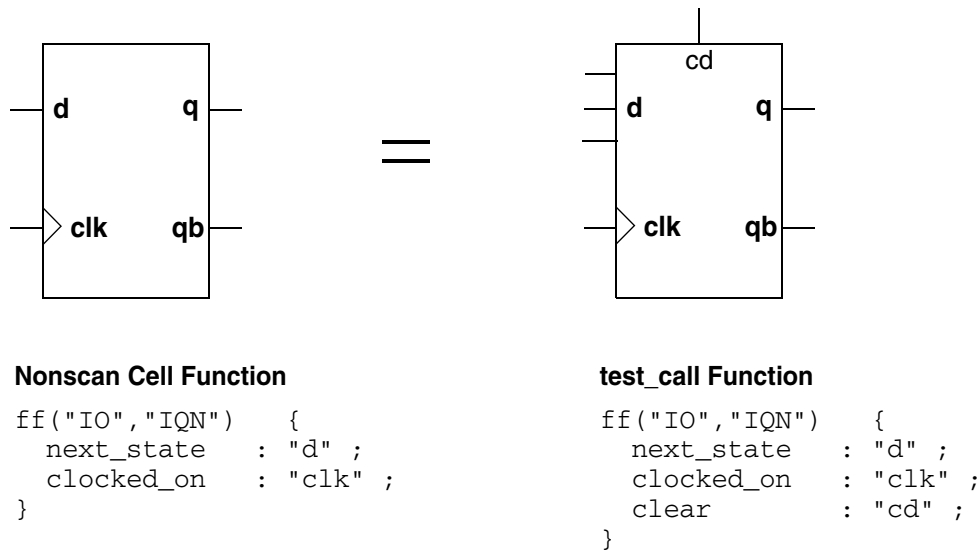 cd
d q
d q
clk qb
clk qb
Nonscan Cell Function
ff("IO","IQN") {
next_state : "d" ;
clocked_on : "clk" ;
}
test_call Function
ff("IO","IQN") {
next_state : "d" ;
clocked_on : "clk" ;
clear : "cd" ;
}